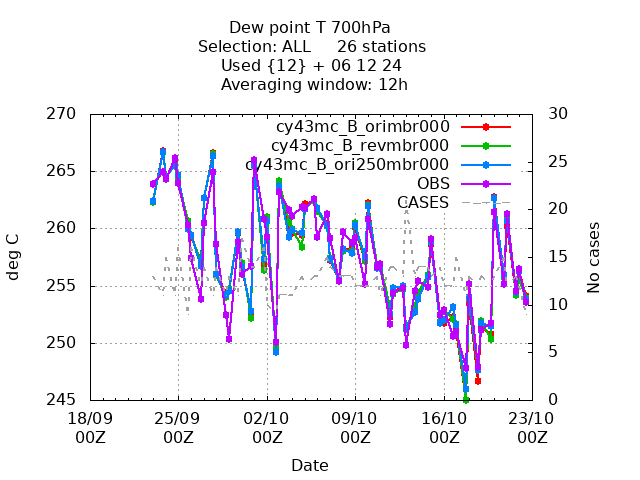 Dew point T 700hPa
Selection: ALL     26 stations
Used {12} + 06 12 24
Averaging window: 12h
270
265
260
255
250
245
deg C
30
25
20
15
10
5
0
No cases
cy43mc_B_orimbr000
cy43mc_B_revmbr000
cy43mc_B_ori250mbr000
OBS
CASES
18/09 25/09 02/10 09/10 16/10 23/10
00Z 00Z 00Z 00Z 00Z 00Z
Date